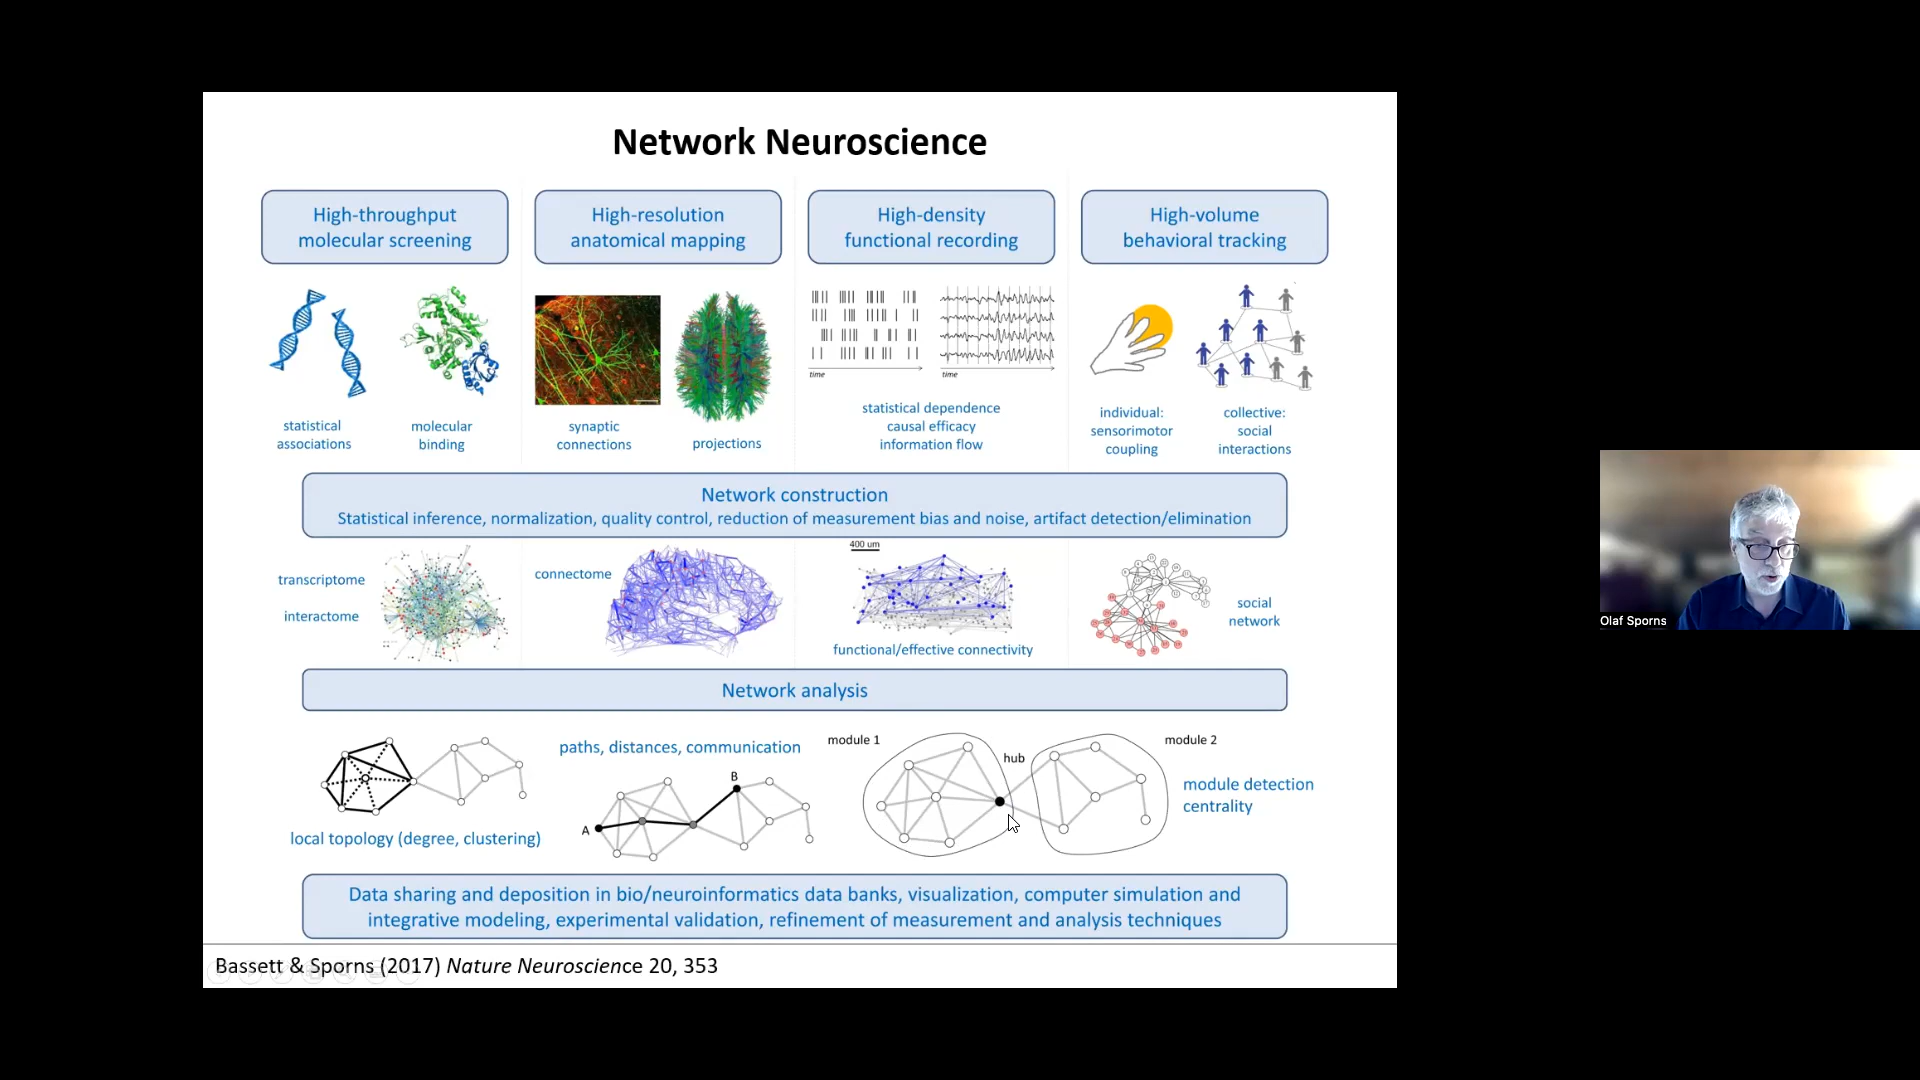 Network Neuroscience
High-throughput
molecular screening
High-resolution
anatomical mapping
High-density
functional recording
High-volume
behavioral tracking
time
time
statistical
associations
molecular
binding
synaptic
connections
projections
statistical dependence
causal efficacy
information flow
individual:
sensorimotor
coupling
collective:
social
interactions
Network construction
Statistical inference, normalization, quality control, reduction of measurement bias and noise, artifact detection/elimination
transcriptome
interactome
connectome
400 um
functional/effective connectivity
social
network
Network analysis
local topology (degree, clustering)
paths, distances, communication
A
B
module 1
hub
module 2
module detection
centrality
Data sharing and deposition in bio/neuroinformatics data banks, visualization, computer simulation and
integrative modeling, experimental validation, refinement of measurement and analysis techniques
Bassett & Sporns (2017) Nature Neuroscience 20, 353
Olaf Sporns